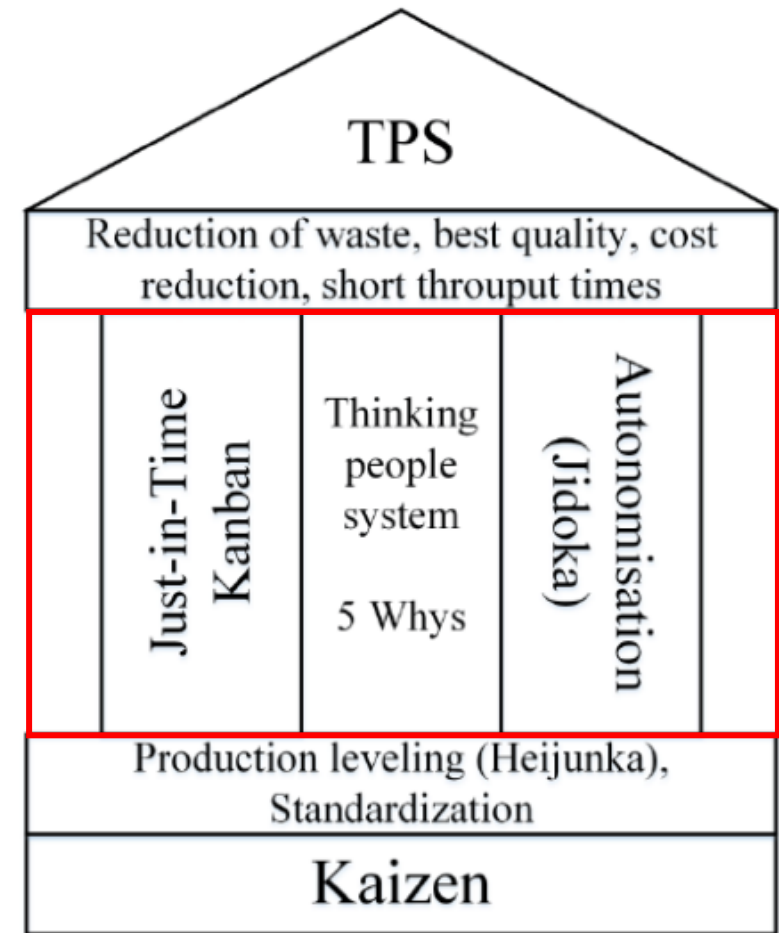 TPS
Reduction of waste, best quality, cost
reduction, short throuput times
Just-in-Time
Kanban
Thinking
people
system
5 Whys
Autonomisation
(Jidoka)
Production leveling (Heijunka),
Standardization
Kaizen